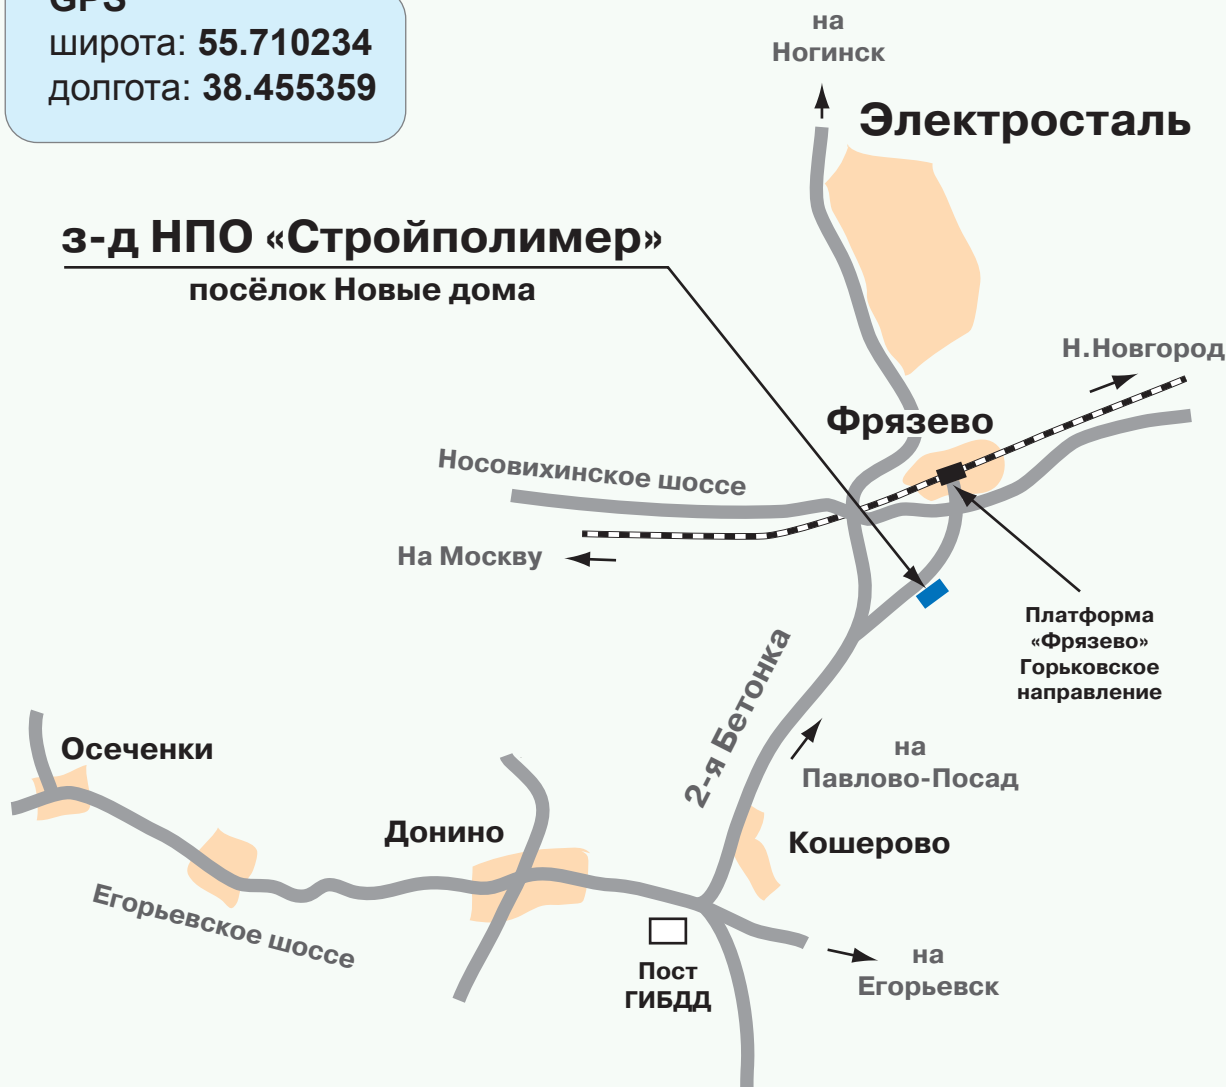 GPS
широта: 55.710234
долгота: 38.455359
на
Ногинск
Электросталь
з-д НПО «Стройполимер»
посёлок Новые дома
Н.Новгород
Фрязево
Носовихинское шоссе
На Москву
Платформа
«Фрязево»
Горьковское
направление
2-я Бетонка
на
Павлово-Посад
Осеченки
Донино
Кошерово
Егорьевское шоссе
Пост
ГИБДД
на
Егорьевск